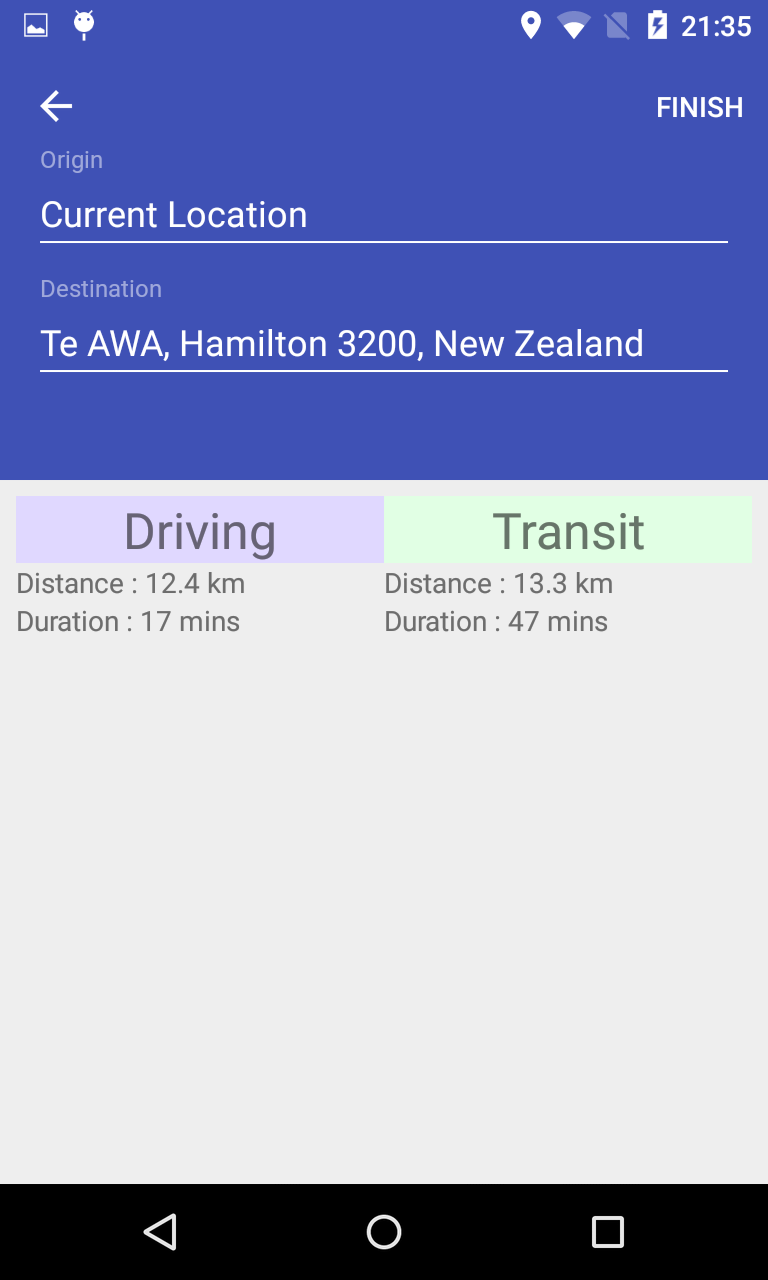 21:35
FINISH
Origin
Current Location
Destination
Te AWA, Hamilton 3200, New Zealand
Driving
Transit
Distance : 12.4 km
Distance : 13.3 km
Duration : 17 mins
Duration : 47 mins